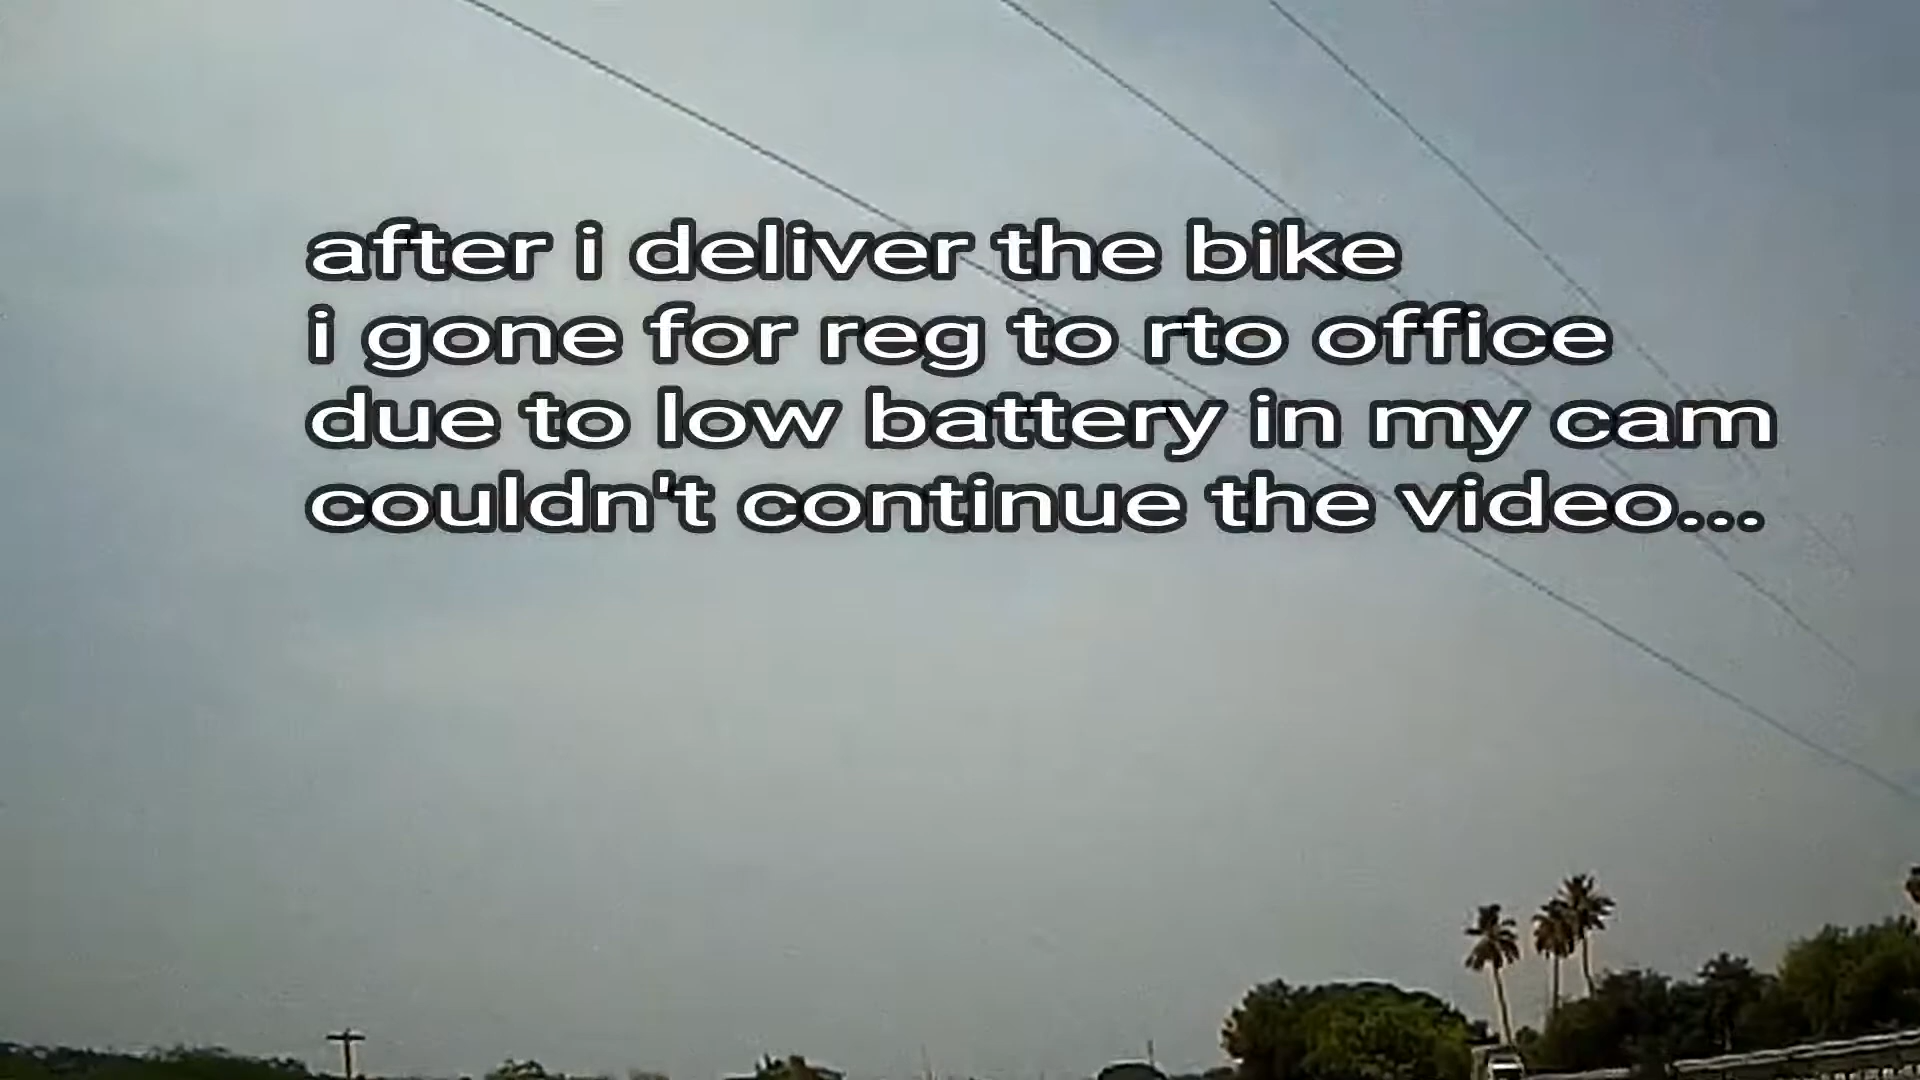 after i deliver the bike
i gone for reg to rto office
due to low battery in my cam
couldn't continue the video...